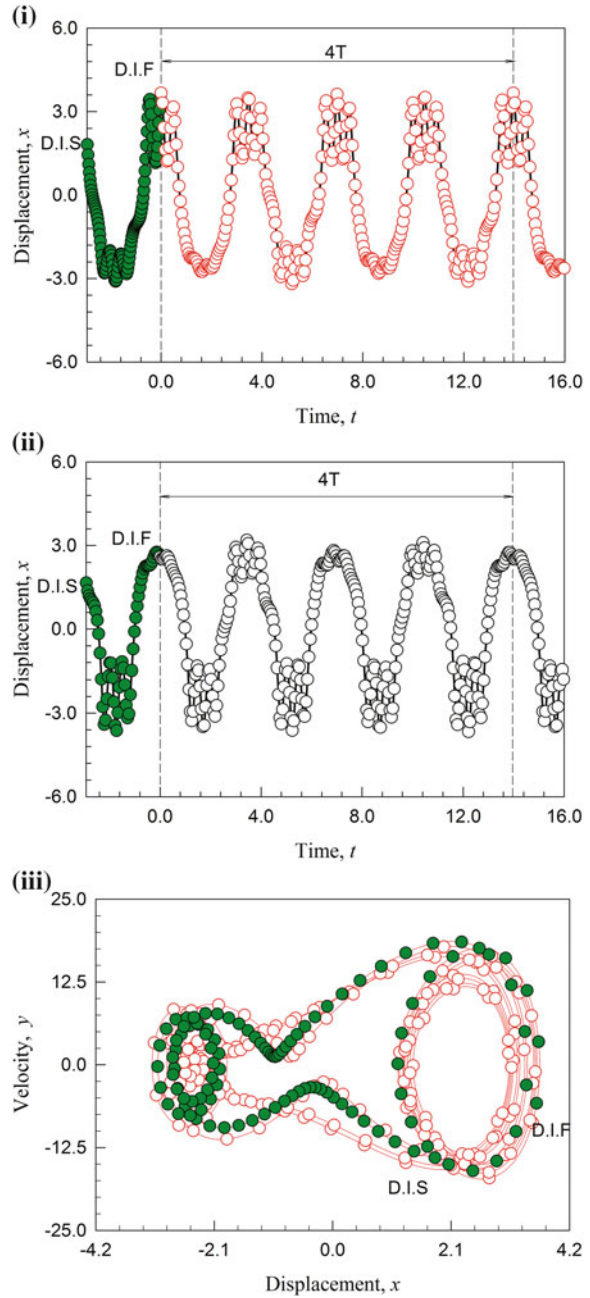 (i)
6.0
4T
D.I.F
3.0
D.I.S
0.0
-3.0
-6.0
Displacement, x
0.0 4.0 8.0 12.0 16.0
Time, t
(ii)
6.0
4T
D.I.F
3.0
D.I.S
0.0
-3.0
-6.0
Displacement, x
0.0 4.0 8.0 12.0 16.0
Time, t
(iii)
25.0
12.5
0.0
-12.5
-25.0
Velocity, y
D.I.F
D.I.S
-4.2 -2.1 0.0 2.1 4.2
Displacement, x